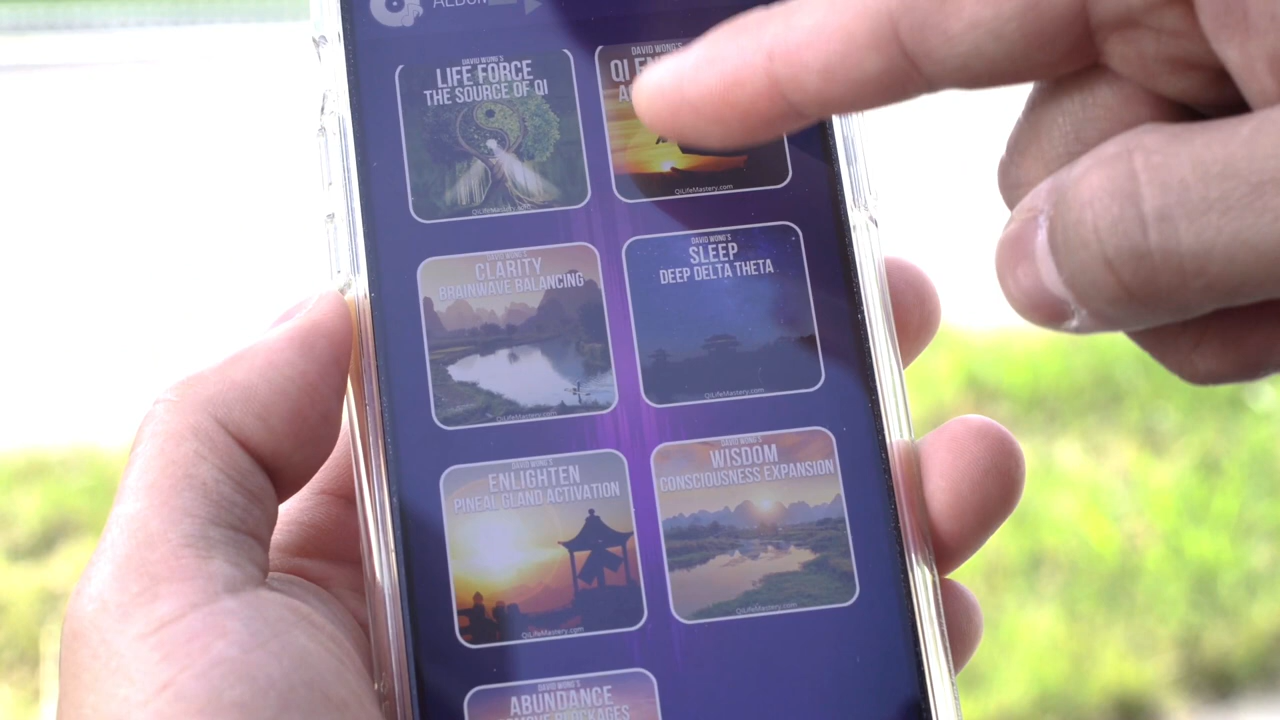 ALBUM
DAVID WONG'S
LIFE FORCE
THE SOURCE OF QI
QiLifeMastery.com
DAVID WONG'S
QI
QiLifeMastery.com
DAVID WONG'S
CLARITY
BRAINWAVE BALANCING
QiLifeMastery.com
DAVID WONG'S
SLEEP
DEEP DELTA THETA
QiLifeMastery.com
DAVID WONG'S
ENLIGHTEN
PINEAL GLAND ACTIVATION
QiLifeMastery.com
DAVID WONG'S
WISDOM
CONSCIOUSNESS EXPANSION
QiLifeMastery.com
DAVID WONG'S
ABUNDANCE
BLOCKAGES